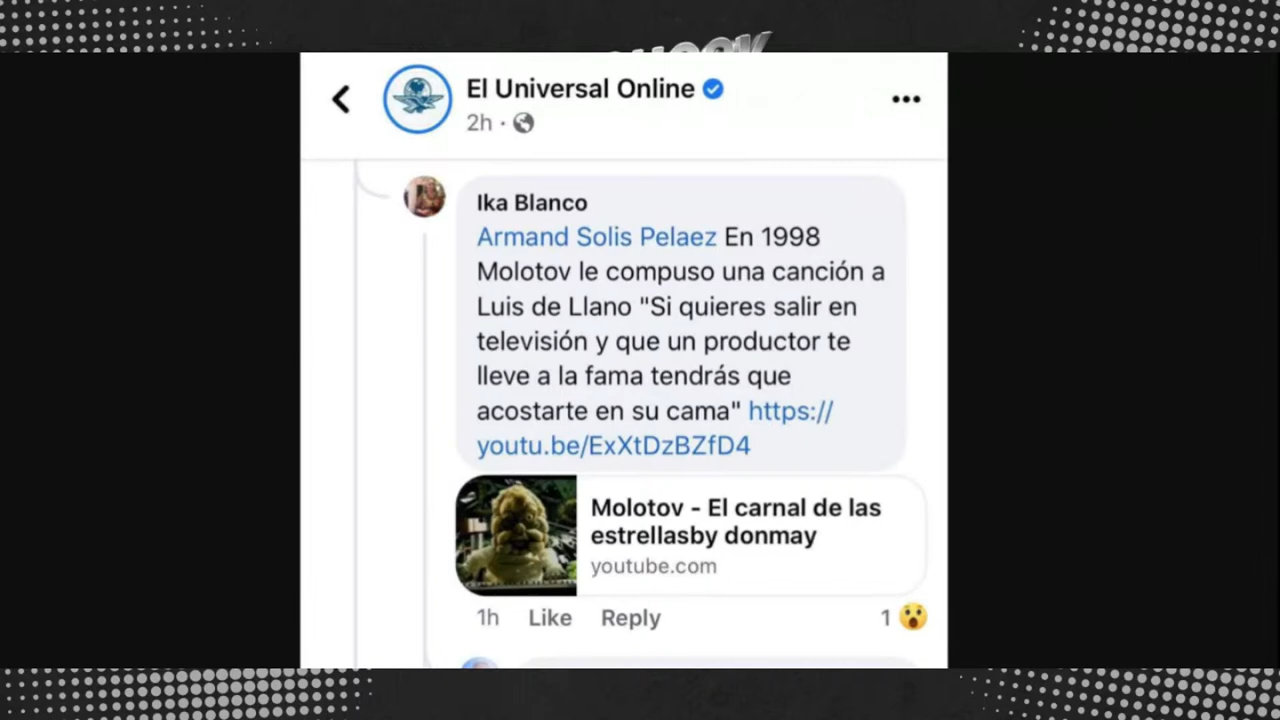 El Universal Online
2h ·
Ika Blanco
Armand Solis Pelaez En 1998
Molotov le compuso una canción a
Luis de Llano "Si quieres salir en
televisión y que un productor te
lleve a la fama tendrás que
acostarte en su cama" https://
youtu.be/ExXtDzBZfD4
Molotov - El carnal de las
estrellasby donmay
youtube.com
1h Like Reply 1